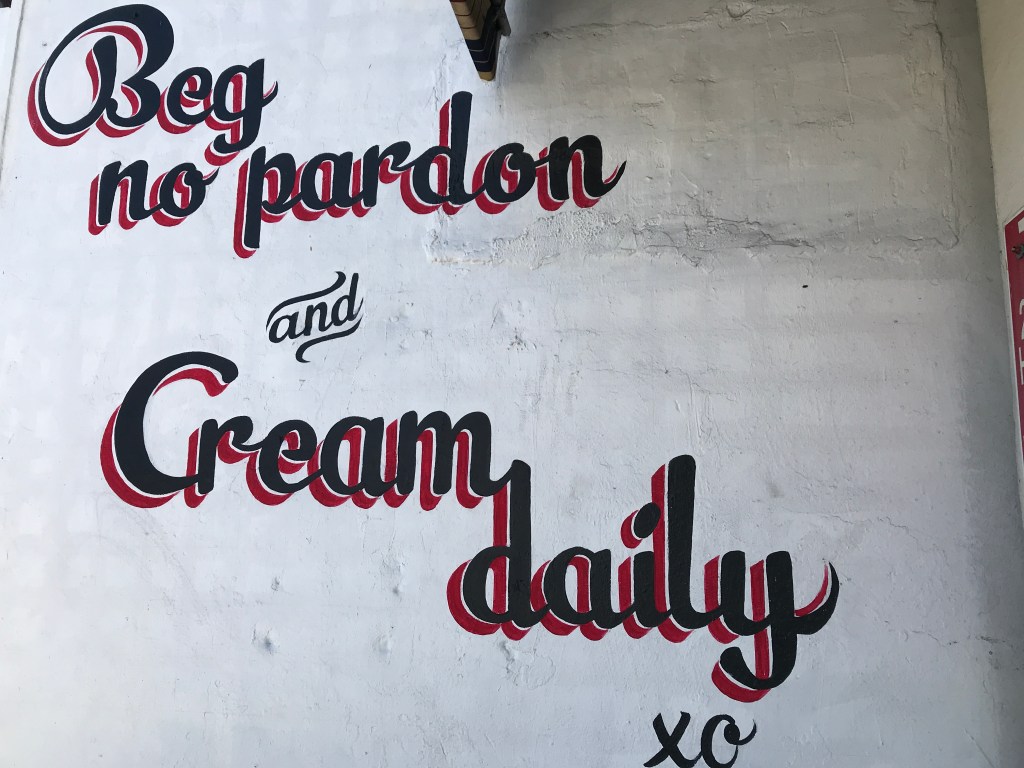 Beg
no pardon
and
Cream
daily
xo